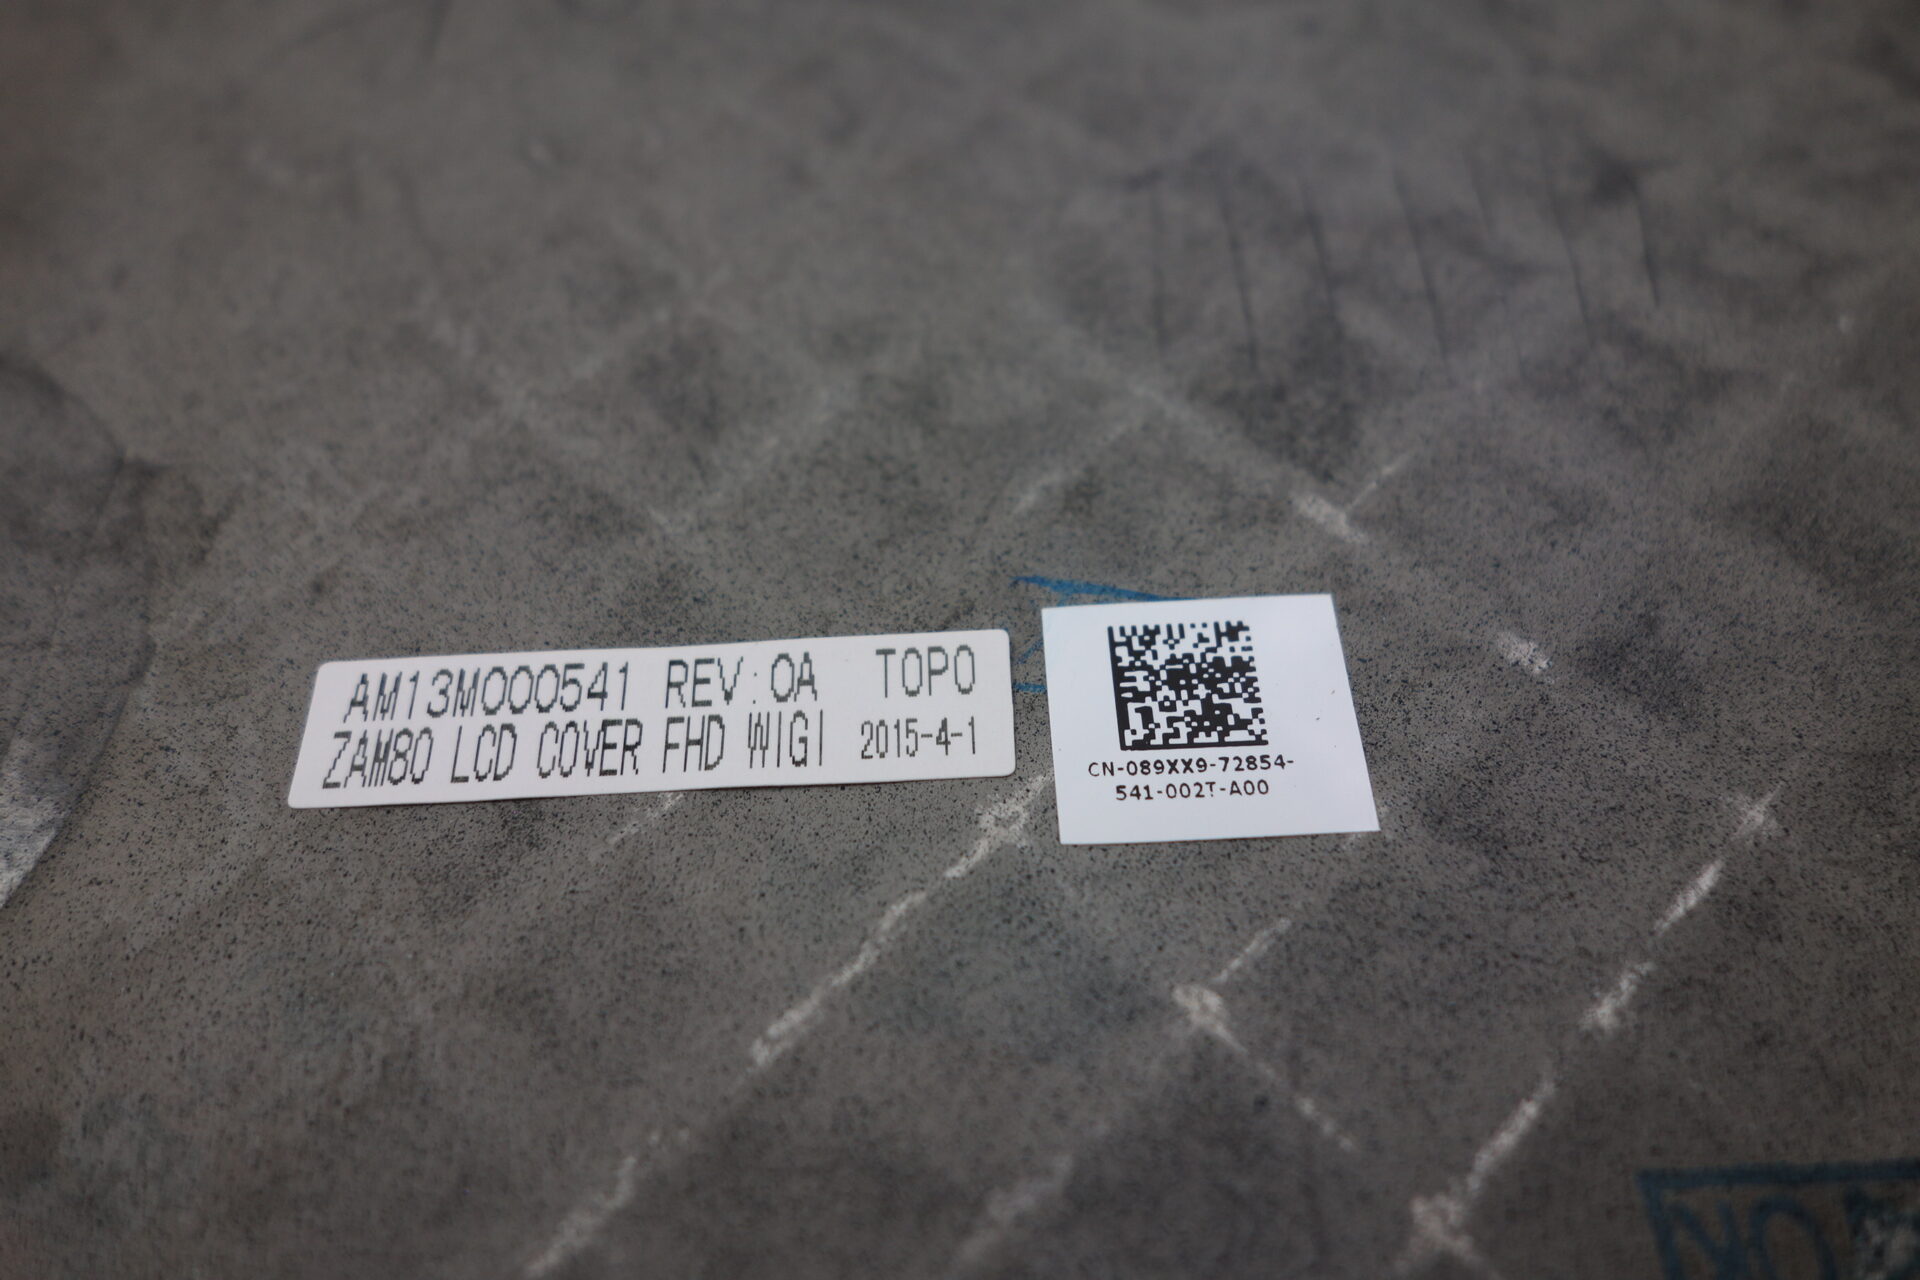 AM13M000541 REV:0A TOPO
ZAM80 LCD COVER FHD WIGI 2015-4-1
CN-089XX9-72854-
541-002T-A00